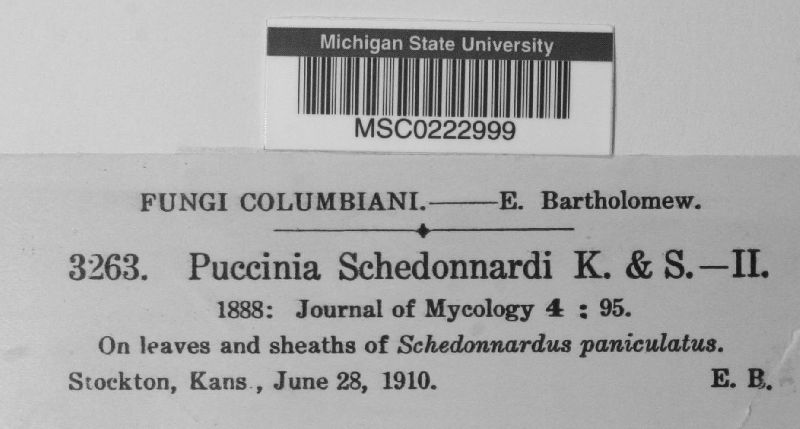 Michigan State University
MSC0222999
FUNGI COLUMBIANI.——E. Bartholomew.
3263. Puccinia Schedonnardi K. & S.—II.
1888: Journal of Mycology 4 : 95.
On leaves and sheaths of Schedonnardus paniculatus.
Stockton, Kans., June 28, 1910. E. B.